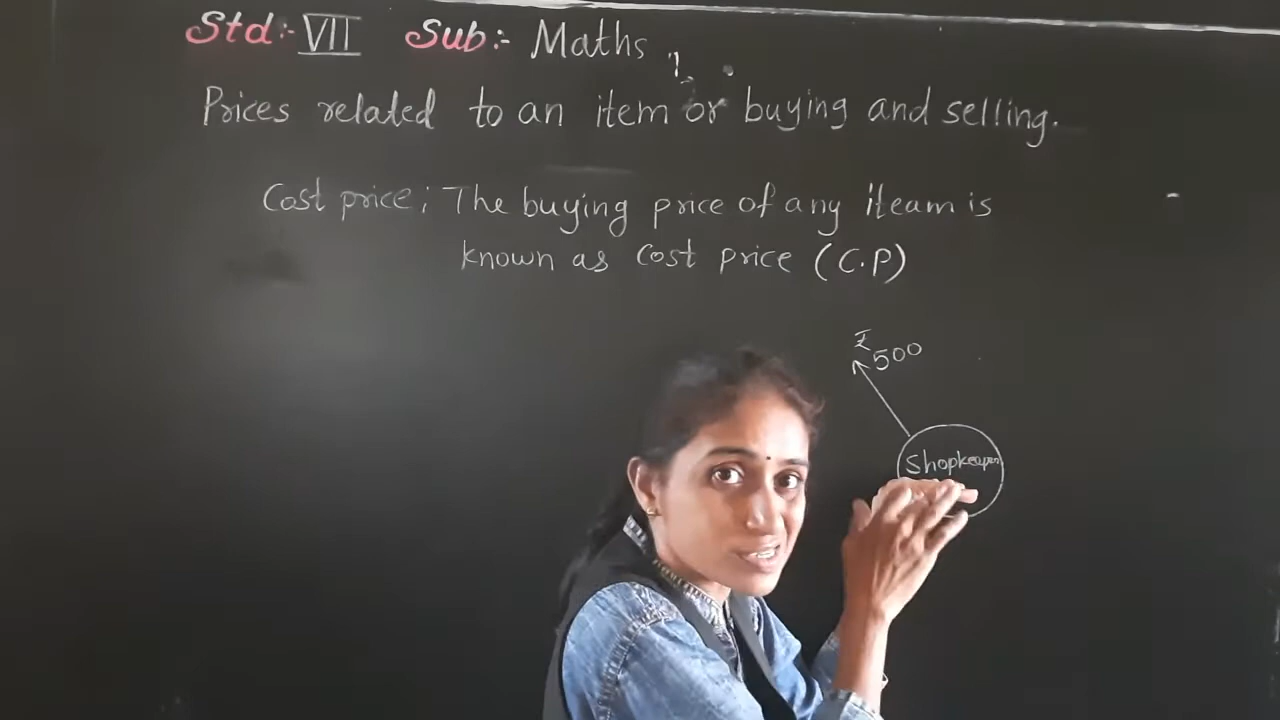 Std:- VII Sub:- Maths
Prices related to an item or buying and selling.
Cost price ; The buying price of any iteam is
known as Cost price (C.P)
₹500
Shopkeeper